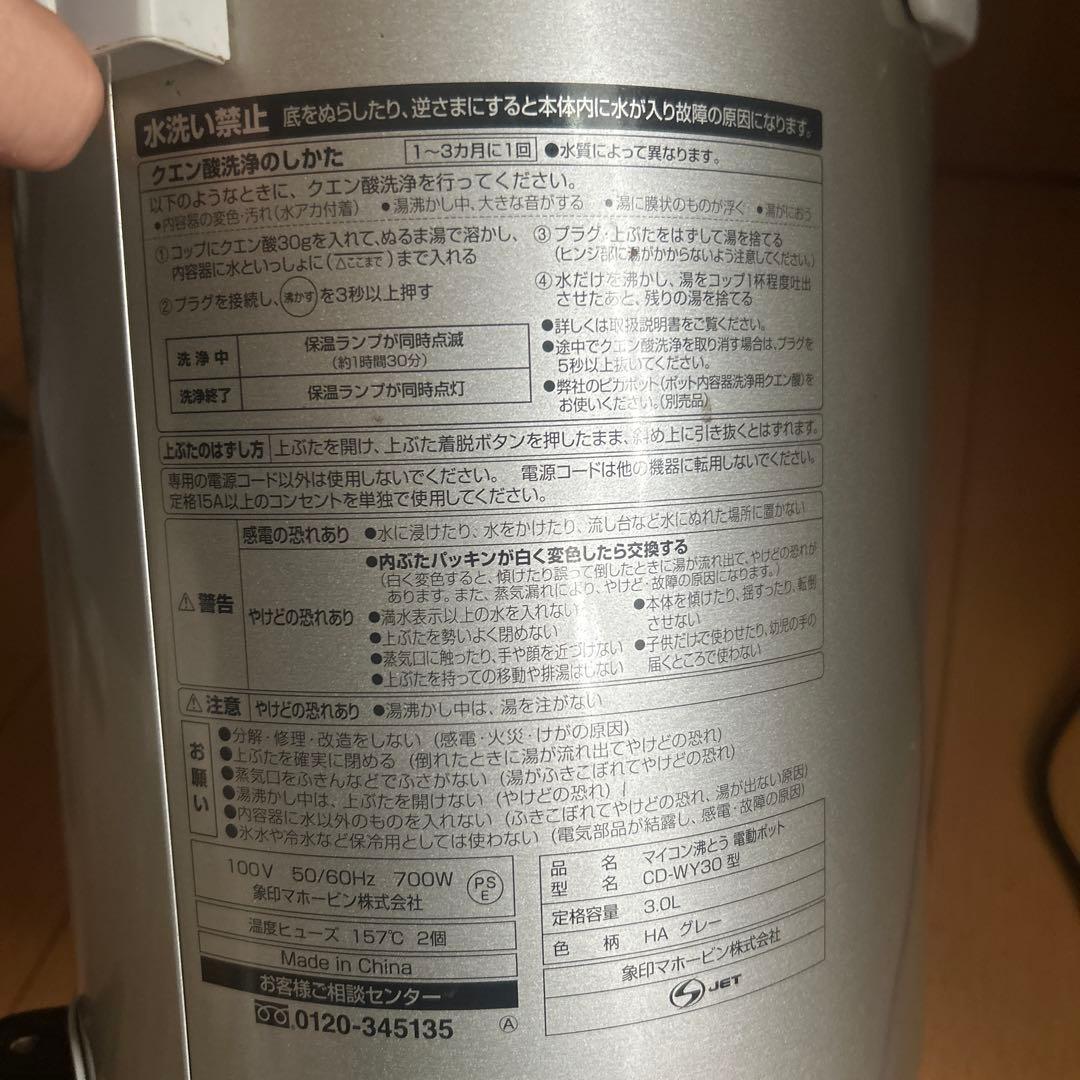 水洗い禁止 底をぬらしたり、逆さまにすると本体内に水が入り故障の原因になります。
クエン酸洗浄のしかた 1〜3カ月に1回 ●水質によって異なります。
以下のようなときに、クエン酸洗浄を行ってください。
●内容器の変色・汚れ(水アカ付着) ●湯沸かし中、大きな音がする ●湯に膜状のものが浮く ●湯がにおう
①コップにクエン酸30gを入れて、ぬるま湯で溶かし、
内容器に水といっしょに(△ここまで)まで入れる
②プラグを接続し、沸かすを3秒以上押す
洗浄中 保温ランプが同時点滅
(約1時間30分)
洗浄終了 保温ランプが同時点灯
③プラグ・上ぶたをはずして湯を捨てる
(ヒンジ部に湯がかからないよう注意してください。)
④水だけを沸かし、湯をコップ1杯程度吐出
させたあと、残りの湯を捨てる
●詳しくは取扱説明書をご覧ください。
●途中でクエン酸洗浄を取り消す場合は、プラグを
5秒以上抜いてください。
●弊社のピカポット(ポット内容器洗浄用クエン酸)を
お使いください。(別売品)
上ぶたのはずし方 上ぶたを開け、上ぶた着脱ボタンを押したまま、斜め上に引き抜くとはずれます。
専用の電源コード以外は使用しないでください。 電源コードは他の機器に転用しないでください。
定格15A以上のコンセントを単独で使用してください。
⚠警告
感電の恐れあり ●水に浸けたり、水をかけたり、流し台など水にぬれた場所に置かない
やけどの恐れあり
●内ぶたパッキンが白く変色したら交換する
(白く変色すると、傾けたり誤って倒したときに湯が流れ出て、やけどの恐れが
あります。また、蒸気漏れにより、やけど・故障の原因になります。)
●満水表示以上の水を入れない
●上ぶたを勢いよく閉めない
●蒸気口に触ったり、手や顔を近づけない
●上ぶたを持っての移動や排湯はしない
●本体を傾けたり、揺すったり、転倒
させない
●子供だけで使わせたり、幼児の手の
届くところで使わない
⚠注意 やけどの恐れあり ●湯沸かし中は、湯を注がない
お願い
●分解・修理・改造をしない (感電・火災・けがの原因)
●上ぶたを確実に閉める (倒れたときに湯が流れ出てやけどの恐れ)
●蒸気口をふきんなどでふさがない (湯がふきこぼれてやけどの恐れ)
●湯沸かし中は、上ぶたを開けない (やけどの恐れ)
●内容器に水以外のものを入れない (ふきこぼれてやけどの恐れ、湯が出ない原因)
●氷水や冷水など保冷用としては使わない (電気部品が結露し、感電・故障の原因)
100V 50/60Hz 700W
象印マホービン株式会社
PS
E
温度ヒューズ 157℃ 2個
Made in China
お客様ご相談センター
0120-345135 Ⓐ
品名 マイコン沸とう 電動ポット
型名 CD-WY30 型
定格容量 3.0L
色柄 HA グレー
象印マホービン株式会社
JET